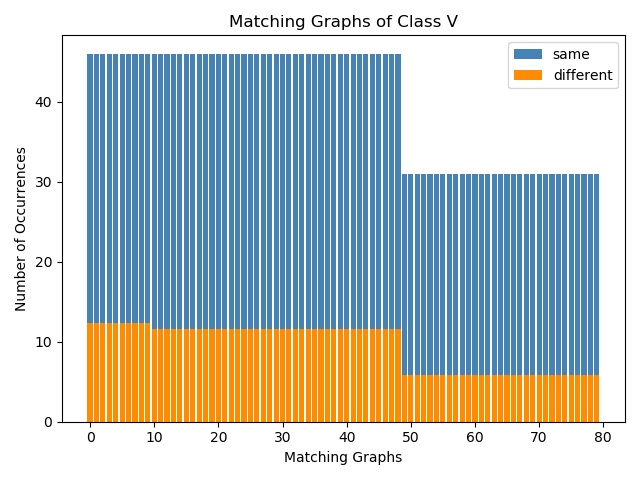 Matching Graphs of Class V
same
different
Number of Occurrences
40
30
20
10
0
0 10 20 30 40 50 60 70 80
Matching Graphs